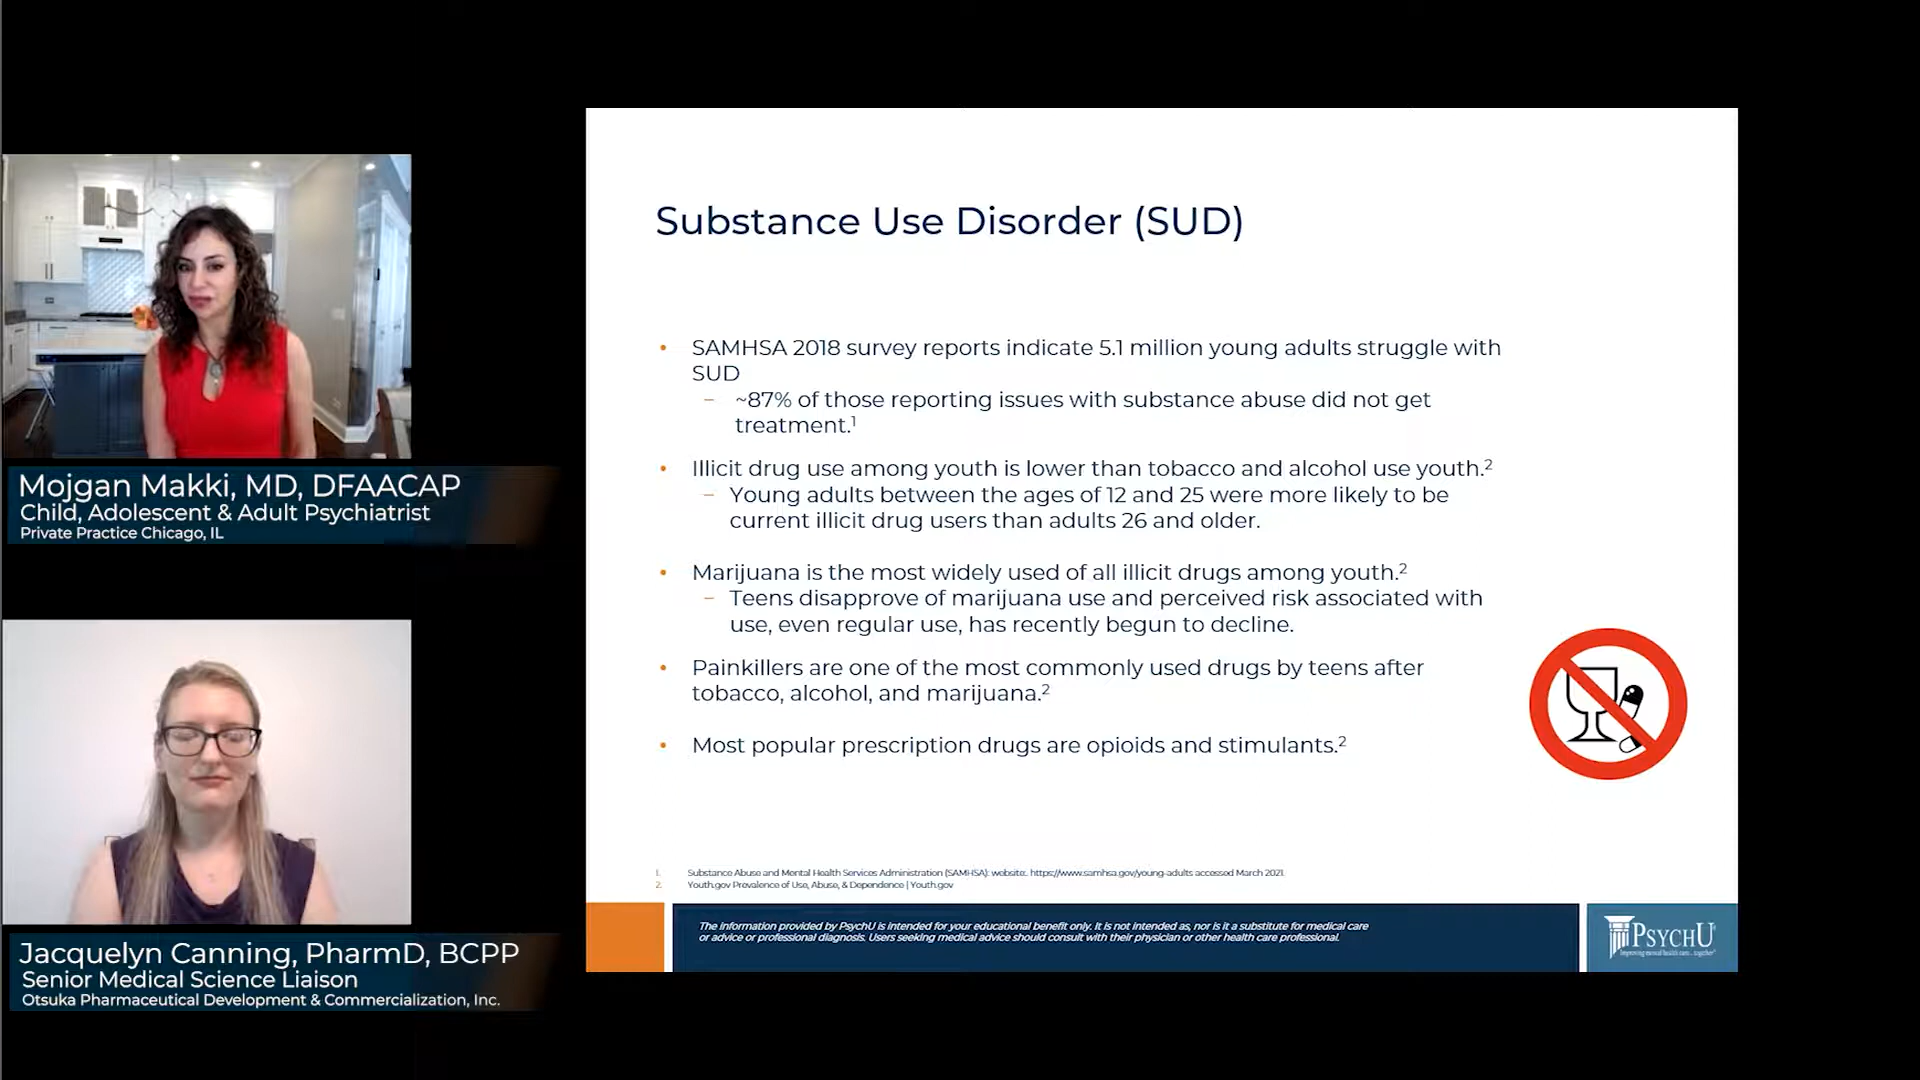 Mojgan Makki, MD, DFAACAP
Child, Adolescent & Adult Psychiatrist
Private Practice Chicago, IL
Jacquelyn Canning, PharmD, BCPP
Senior Medical Science Liaison
Otsuka Pharmaceutical Development & Commercialization, Inc.
Substance Use Disorder (SUD)
• SAMHSA 2018 survey reports indicate 5.1 million young adults struggle with
SUD
– ~87% of those reporting issues with substance abuse did not get
treatment.1
• Illicit drug use among youth is lower than tobacco and alcohol use youth.2
– Young adults between the ages of 12 and 25 were more likely to be
current illicit drug users than adults 26 and older.
• Marijuana is the most widely used of all illicit drugs among youth.2
– Teens disapprove of marijuana use and perceived risk associated with
use, even regular use, has recently begun to decline.
• Painkillers are one of the most commonly used drugs by teens after
tobacco, alcohol, and marijuana.2
• Most popular prescription drugs are opioids and stimulants.2
1. Substance Abuse and Mental Health Services Administration (SAMHSA): website. https://www.samhsa.gov/young-adults accessed March 2021.
2. Youth.gov Prevalence of Use, Abuse, & Dependence | Youth.gov
The information provided by PsychU is intended for your educational benefit only. It is not intended as, nor is it a substitute for medical care
or advice or professional diagnosis. Users seeking medical advice should consult with their physician or other health care professional.
PSYCHU
Improving mental health care... together